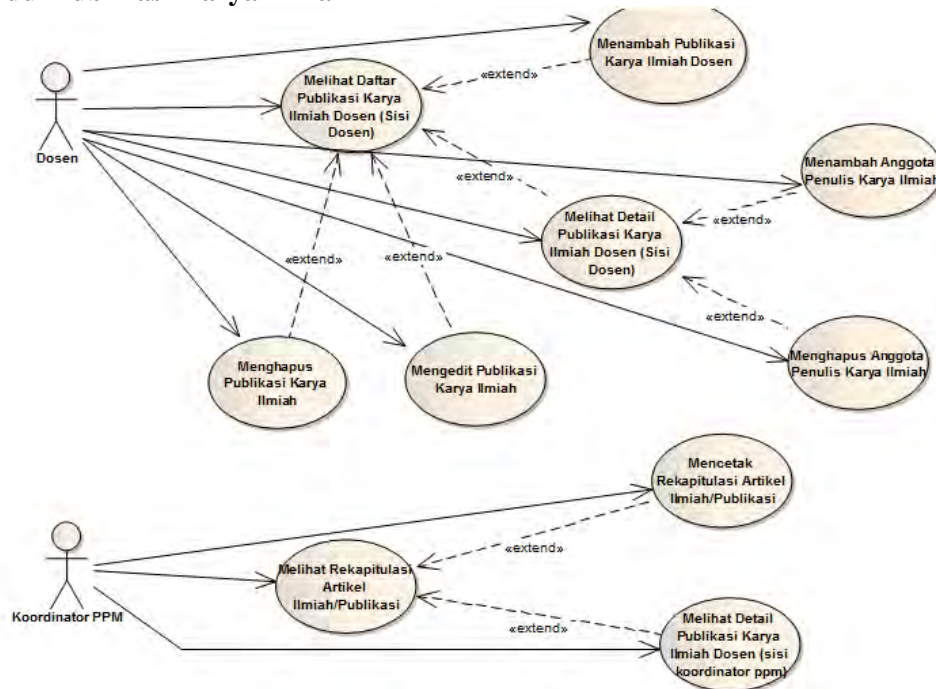 Menambah Publikasi
Karya Ilmiah Dosen
«extend»
Melihat Daftar
Publikasi Karya
Ilmiah Dosen (Sisi
Dosen)
Dosen
Menambah Anggota
Penulis Karya Ilmiah
«extend»
«extend»
Melihat Detail
Publikasi Karya
Ilmiah Dosen (Sisi
Dosen)
«extend»
«extend»
«extend»
Menghapus
Publikasi Karya
Ilmiah
Mengedit Publikasi
Karya Ilmiah
Menghapus Anggota
Penulis Karya Ilmiah
Mencetak
Rekapitulasi Artikel
Ilmiah/Publikasi
«extend»
Melihat Rekapitulasi
Artikel
Ilmiah/Publikasi
Koordinator PPM
«extend»
Melihat Detail
Publikasi Karya
Ilmiah Dosen (sisi
koordinator ppm)